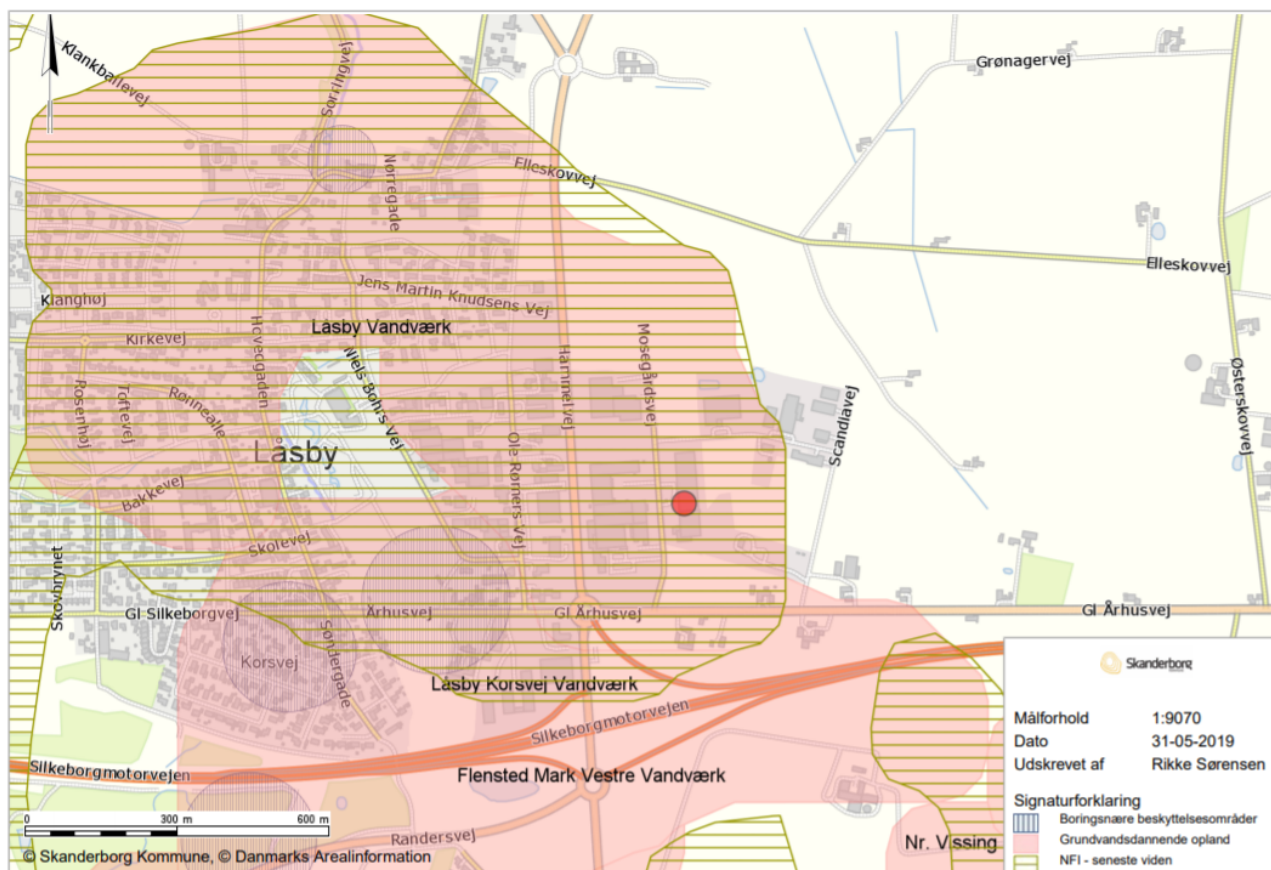 Klankballevej
Sorringvej
Grønagervej
Nørregade
Elleskovvej
Elleskovvej
Klanghøj
Jens Martin Knudsens Vej
Låsby Vandværk
Kirkevej
Hovedgaden
Niels Bohrs Vej
Hammelvej
Mosegårdsvej
Scandiavej
Østerskovvej
Rosenhøj
Toftevej
Rønnealle
Låsby
Ole Rømers Vej
Bakkevej
Skolevej
Skovbrynet
Gl Silkeborgvej
Århusvej
Gl Århusvej
Gl Århusvej
Korsvej
Søndergade
Låsby Korsvej Vandværk
Silkeborgmotorvejen
Silkeborgmotorvejen
Flensted Mark Vestre Vandværk
Randersvej
Nr. Vissing
0 300 m 600 m
© Skanderborg Kommune, © Danmarks Arealinformation
Skanderborg
Målforhold 1:9070
Dato 31-05-2019
Udskrevet af Rikke Sørensen
Signaturforklaring
Boringsnære beskyttelsesområder
Grundvandsdannende opland
NFI - seneste viden